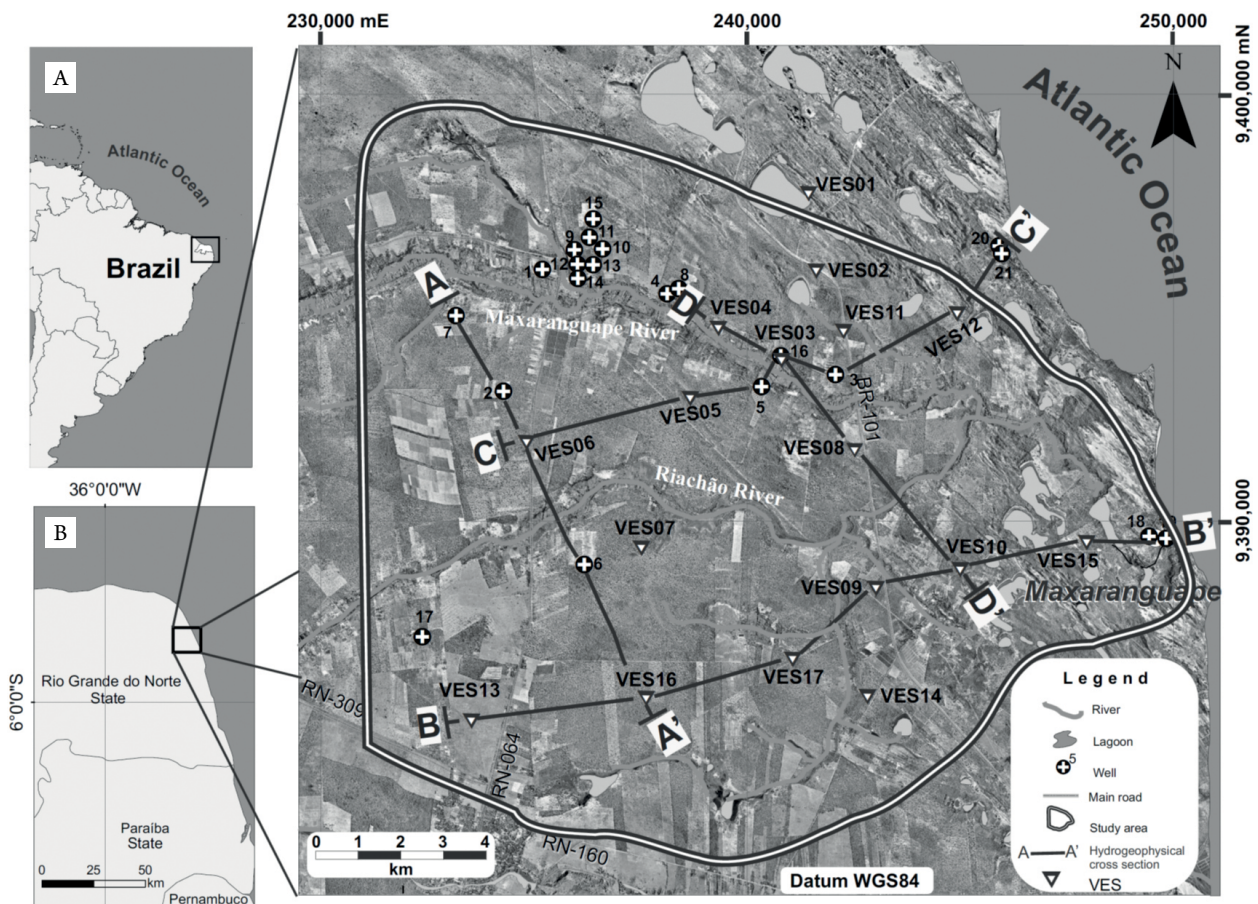 230,000 mE
240,000
250,000
9,400,000 mN
9,390,000
A
Atlantic Ocean
Brazil
36°0'0"W
B
6°0'0"S
Rio Grande do Norte
State
Paraíba
State
Pernambuco
0 25 50
km
N
Atlantic Ocean
VES01
15
11
9
10
12
13
1
14
VES02
20
C'
21
A
7
4
8
D
VES04
VES11
Maxaranguape River
VES03
16
VES12
3
BR-101
2
5
VES05
C
VES06
VES08
Riachão River
VES07
18
B'
6
VES10
VES15
VES09
D'
Maxaranguape
17
VES17
VES16
VES13
VES14
RN-309
B
A'
RN-064
RN-160
0 1 2 3 4
km
Datum WGS84
Legend
River
Lagoon
5
Well
Main road
Study area
A A' Hydrogeophysical
cross section
VES